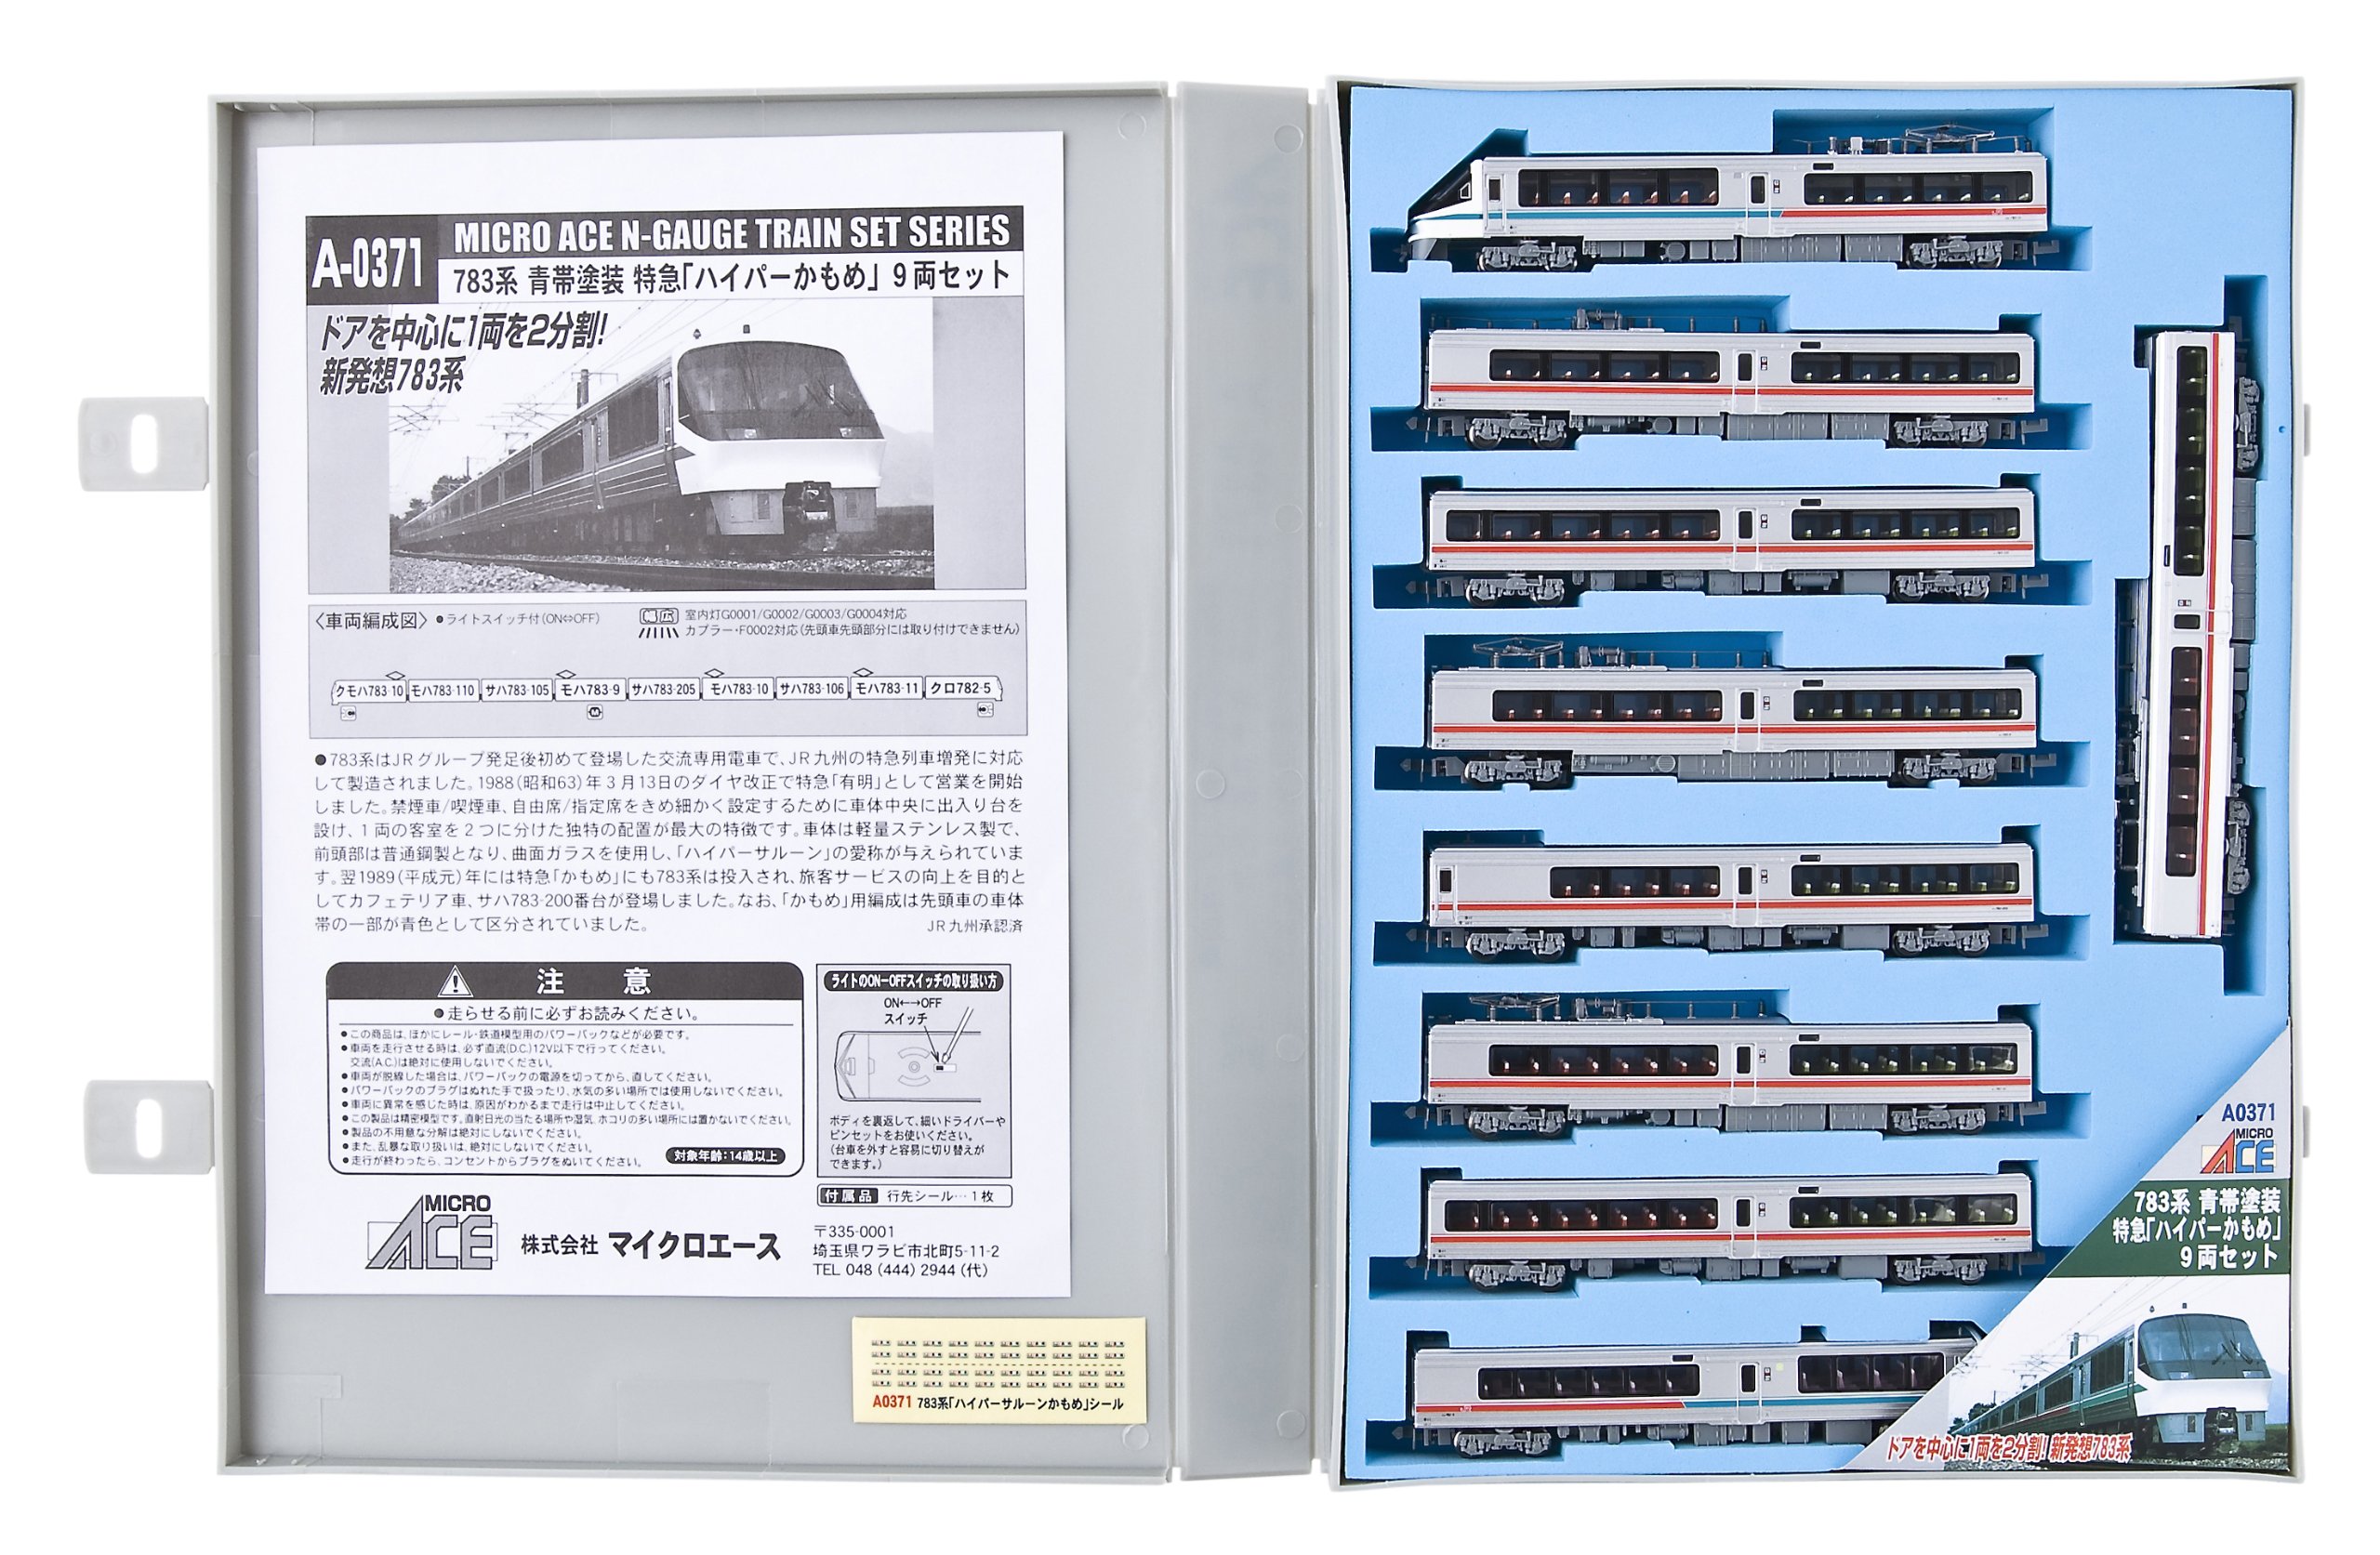 A-0371
MICRO ACE N-GAUGE TRAIN SET SERIES
783系 青帯塗装 特急「ハイパーかもめ」 9両セット
ドアを中心に1両を2分割!
新発想783系
〈車両編成図〉 ●ライトスイッチ付(ON⇔OFF)
室内灯G0001/G0002/G0003/G0004対応
カプラー・F0002対応(先頭車先頭部分には取り付けできません)
クモハ783-10 モハ783-110 サハ783-105 モハ783-9 サハ783-205 モハ783-10 サハ783-106 モハ783-11 クロ782-5
M
●783系はJRグループ発足後初めて登場した交流専用電車で、JR九州の特急列車増発に対応
して製造されました。1988(昭和63)年3月13日のダイヤ改正で特急「有明」として営業を開始
しました。禁煙車/喫煙車、自由席/指定席をきめ細かく設定するために車体中央に出入り台を
設け、1両の客室を2つに分けた独特の配置が最大の特徴です。車体は軽量ステンレス製で、
前頭部は普通鋼製となり、曲面ガラスを使用し、「ハイパーサルーン」の愛称が与えられていま
す。翌1989(平成元)年には特急「かもめ」にも783系は投入され、旅客サービスの向上を目的と
してカフェテリア車、サハ783-200番台が登場しました。なお、「かもめ」用編成は先頭車の車体
帯の一部が青色として区分されていました。 JR九州承認済
注 意
●走らせる前に必ずお読みください。
●この商品は、ほかにレール・鉄道模型用のパワーパックなどが必要です。
●車両を走行させる時は、必ず直流(D.C.)12V以下で行ってください。
交流(A.C.)は絶対に使用しないでください。
●車両が脱線した場合は、パワーパックの電源を切ってから、直してください。
●パワーパックのプラグはぬれた手で扱ったり、水気の多い場所では使用しないでください。
●車両に異常を感じた時は、原因がわかるまで走行は中止してください。
●この製品は精密模型です。直射日光の当たる場所や湿気、ホコリの多い場所には置かないでください。
●製品の不用意な分解は絶対にしないでください。
●また、乱暴な取り扱いは、絶対にしないでください。
●走行が終わったら、コンセントからプラグをぬいてください。
対象年齢:14歳以上
ライトのON-OFFスイッチの取り扱い方
ON←→OFF
スイッチ
ボディを裏返して、細いドライバーや
ピンセットをお使いください。
(台車を外すと容易に切り替えが
できます。)
付属品 行先シール…1枚
MICRO
ACE
株式会社 マイクロエース
〒335-0001
埼玉県ワラビ市北町5-11-2
TEL 048 (444) 2944 (代)
A0371 783系「ハイパーサルーンかもめ」シール
A0371
MICRO
ACE
783系 青帯塗装
特急「ハイパーかもめ」
9両セット
ドアを中心に1両を2分割! 新発想783系